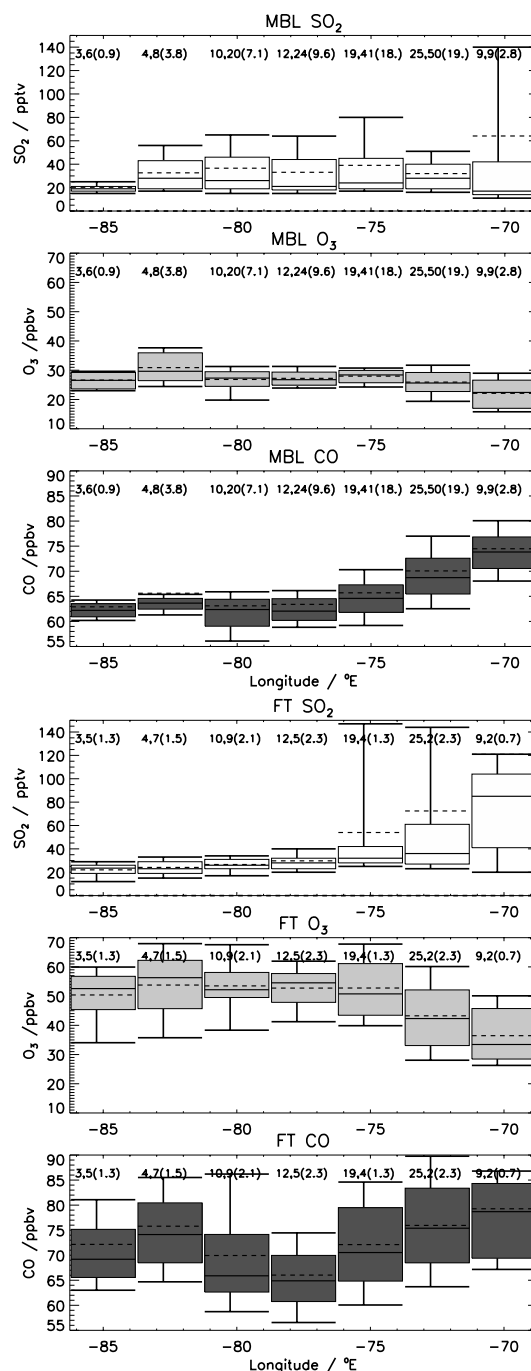 MBL SO2
3,6(0.9) 4,8(3.8) 10,20(7.1) 12,24(9.6) 19,41(18.) 25,50(19.) 9,9(2.8)
SO2 / pptv
140
120
100
80
60
40
20
0
-85 -80 -75 -70
MBL O3
3,6(0.9) 4,8(3.8) 10,20(7.1) 12,24(9.6) 19,41(18.) 25,50(19.) 9,9(2.8)
O3 /ppbv
70
60
50
40
30
20
10
-85 -80 -75 -70
MBL CO
3,6(0.9) 4,8(3.8) 10,20(7.1) 12,24(9.6) 19,41(18.) 25,50(19.) 9,9(2.8)
CO /ppbv
90
85
80
75
70
65
60
55
-85 -80 -75 -70
Longitude / °E
FT SO2
3,5(1.3) 4,7(1.5) 10,9(2.1) 12,5(2.3) 19,4(1.3) 25,2(2.3) 9,2(0.7)
SO2 / pptv
140
120
100
80
60
40
20
0
-85 -80 -75 -70
FT O3
3,5(1.3) 4,7(1.5) 10,9(2.1) 12,5(2.3) 19,4(1.3) 25,2(2.3) 9,2(0.7)
O3 /ppbv
70
60
50
40
30
20
10
-85 -80 -75 -70
FT CO
3,5(1.3) 4,7(1.5) 10,9(2.1) 12,5(2.3) 19,4(1.3) 25,2(2.3) 9,2(0.7)
CO /ppbv
90
85
80
75
70
65
60
55
-85 -80 -75 -70
Longitude / °E